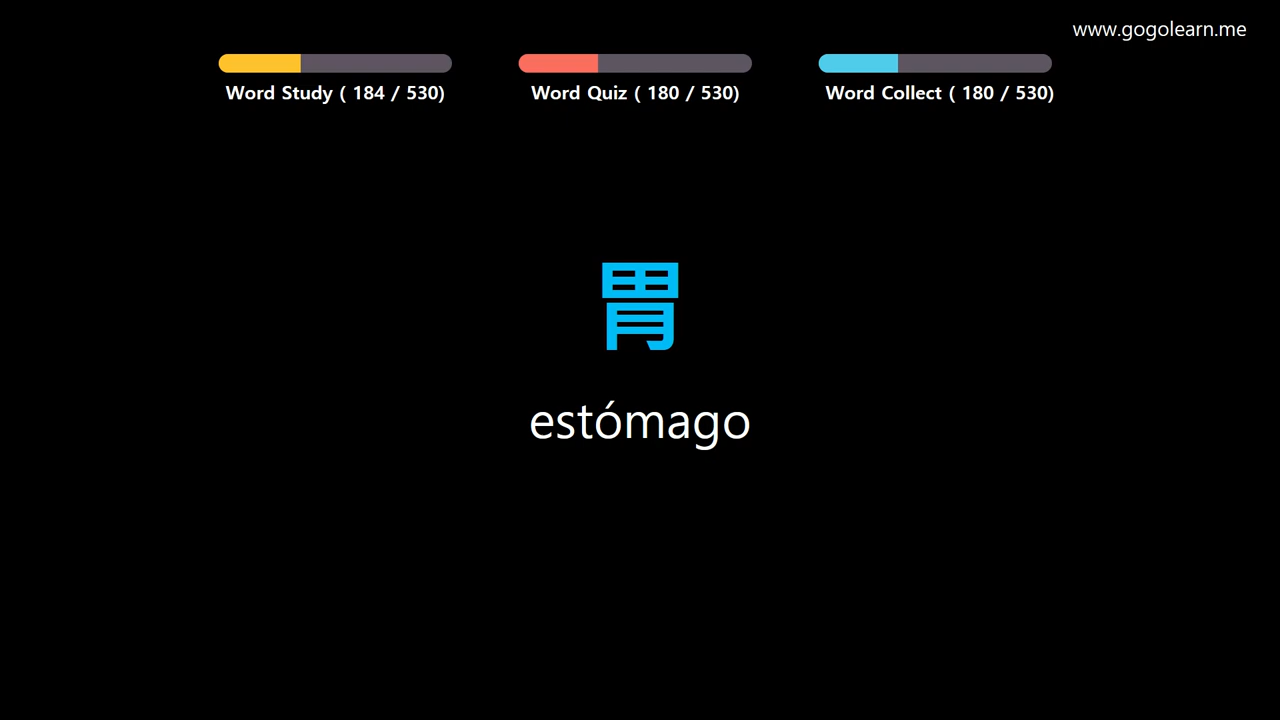 www.gogolearn.me
Word Study ( 184 / 530)
Word Quiz ( 180 / 530)
Word Collect ( 180 / 530)
胃
estómago